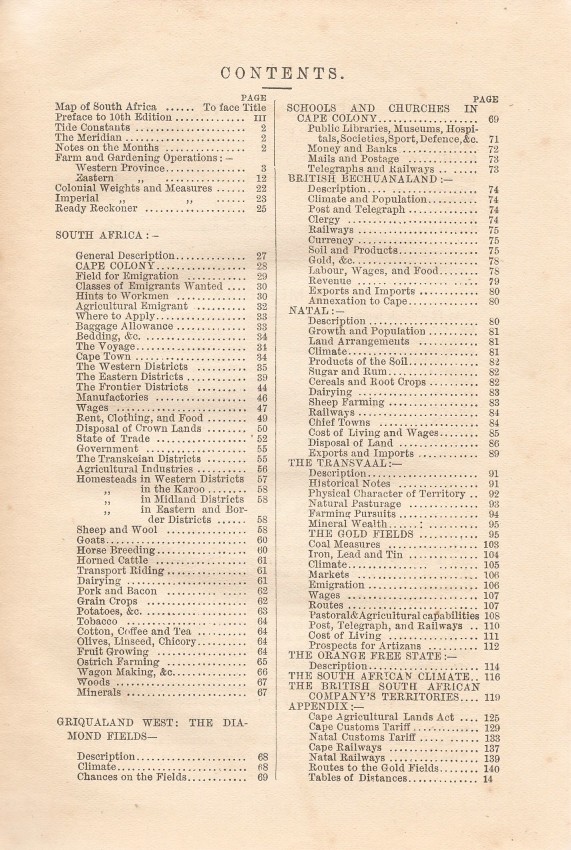 CONTENTS.
PAGE
Map of South Africa ...... To face Title
Preface to 10th Edition ............. III
Tide Constants ..................... 2
The Meridian ....................... 2
Notes on the Months ................ 2
Farm and Gardening Operations: —
Western Province ............. 3
Eastern „ .................. 12
Colonial Weights and Measures ...... 22
Imperial „ „ ...... 23
Ready Reckoner .................. 25
SOUTH AFRICA: -
General Description ............. 27
CAPE COLONY ................ 28
Field for Emigration ............ 29
Classes of Emigrants Wanted .... 30
Hints to Workmen ............. 30
Agricultural Emigrant .......... 32
Where to Apply ................ 33
Baggage Allowance ............. 33
Bedding, &c. ................... 34
The Voyage .................... 34
Cape Town .................... 34
The Western Districts .......... 35
The Eastern Districts ........... 39
The Frontier Districts .......... 44
Manufactories .................. 46
Wages ......................... 47
Rent, Clothing, and Food ....... 49
Disposal of Crown Lands ....... 50
State of Trade ................. 52
Government .................... 55
The Transkeian Districts ........ 55
Agricultural Industries .......... 56
Homesteads in Western Districts 57
„ in the Karoo ........ 58
„ in Midland Districts 58
„ in Eastern and Bor-
der Districts ...... 58
Sheep and Wool ............... 58
Goats .......................... 60
Horse Breeding ................. 60
Horned Cattle .................. 61
Transport Riding ............... 61
Dairying ....................... 61
Pork and Bacon ................ 62
Grain Crops ................... 62
Potatoes, &c. ................... 63
Tobacco ....................... 64
Cotton, Coffee and Tea ......... 64
Olives, Linseed, Chicory ......... 64
Fruit Growing ................. 64
Ostrich Farming ............... 65
Wagon Making, &c. ............. 66
Woods ........................ 67
Minerals ....................... 67
GRIQUALAND WEST: THE DIA-
MOND FIELDS—
Description .................... 68
Climate ........................ 68
Chances on the Fields ........... 69
PAGE
SCHOOLS AND CHURCHES IN
CAPE COLONY ................. 69
Public Libraries, Museums, Hospi-
tals, Societies, Sport, Defence, &c. 71
Money and Banks .............. 72
Mails and Postage ............. 73
Telegraphs and Railways ........ 73
BRITISH BECHUANALAND :—
Description .................... 74
Climate and Population ......... 74
Post and Telegraph ............. 74
Clergy ........................ 74
Railways ...................... 75
Currency ...................... 75
Soil and Products .............. 75
Gold, &c. ...................... 78
Labour, Wages, and Food ....... 78
Revenue ...................... 79
Exports and Imports ........... 80
Annexation to Cape ............. 80
NATAL :—
Description .................... 80
Growth and Population ......... 81
Land Arrangements ........... 81
Climate ........................ 81
Products of the Soil ............. 82
Sugar and Rum ................ 82
Cereals and Root Crops ......... 82
Dairying ...................... 83
Sheep Farming ................ 83
Railways ...................... 84
Chief Towns .................. 84
Cost of Living and Wages ....... 85
Disposal of Land .............. 86
Exports and Imports ........... 89
THE TRANSVAAL :—
Description .................... 91
Historical Notes ............... 91
Physical Character of Territory .. 92
Natural Pasturage ............. 93
Farming Pursuits .............. 94
Mineral Wealth ................ 95
THE GOLD FIELDS ........... 95
Coal Measures ................. 103
Iron, Lead and Tin ............ 104
Climate ........................ 105
Markets ....................... 106
Emigration .................... 106
Wages ........................ 107
Routes ........................ 107
Pastoral & Agricultural capabilities 108
Post, Telegraph, and Railways .. 110
Cost of Living ................. 111
Prospects for Artizans .......... 112
THE ORANGE FREE STATE :—
Description .................... 114
THE SOUTH AFRICAN CLIMATE .. 116
THE BRITISH SOUTH AFRICAN
COMPANY'S TERRITORIES .... 119
APPENDIX :—
Cape Agricultural Lands Act .... 125
Cape Customs Tariff ............ 129
Natal Customs Tariff ........... 133
Cape Railways ................ 137
Natal Railways ................ 139
Routes to the Gold Fields ........ 140
Tables of Distances ............. 14